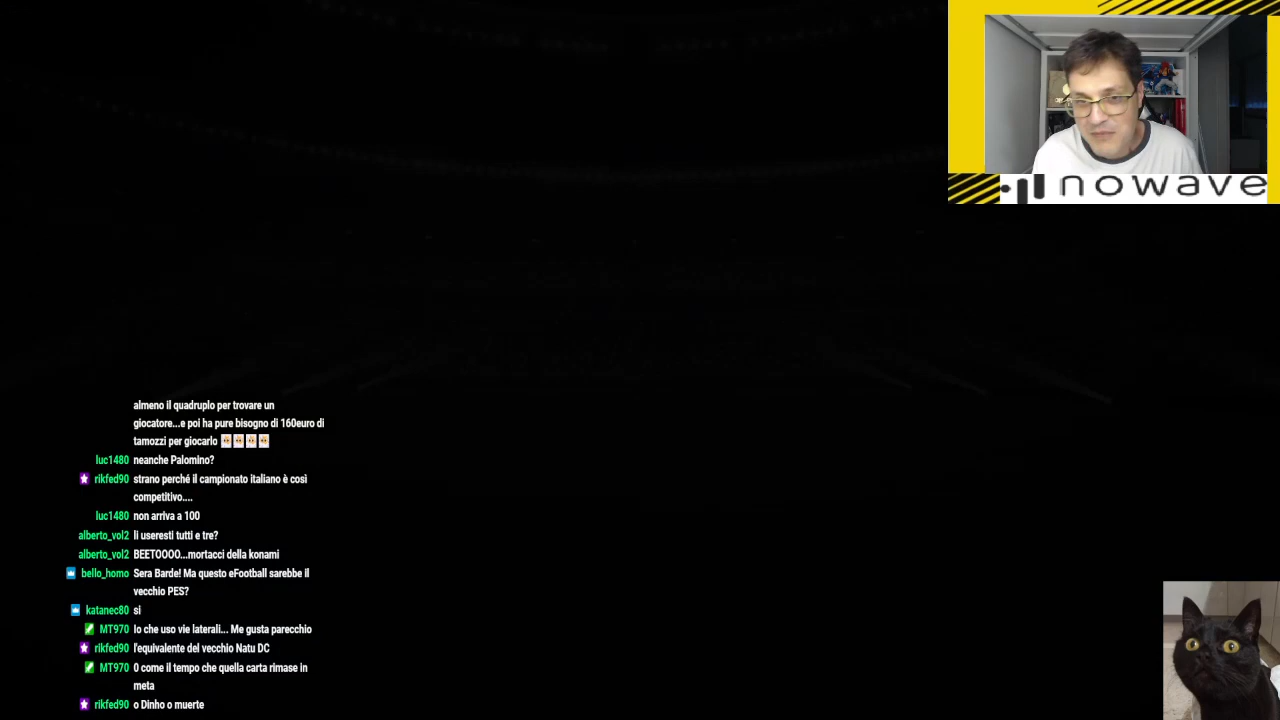 nowave
almeno il quadruplo per trovare un
giocatore...e poi ha pure bisogno di 160euro di
tamozzi per giocarlo
luc1480 neanche Palomino?
rikfed90 strano perché il campionato italiano è così
competitivo....
luc1480 non arriva a 100
alberto_vol2 li useresti tutti e tre?
alberto_vol2 BEETOOOO...mortacci della konami
bello_homo Sera Barde! Ma questo eFootball sarebbe il
vecchio PES?
katanec80 si
MT970 Io che uso vie laterali... Me gusta parecchio
rikfed90 l'equivalente del vecchio Natu DC
MT970 0 come il tempo che quella carta rimase in
meta
rikfed90 o Dinho o muerte